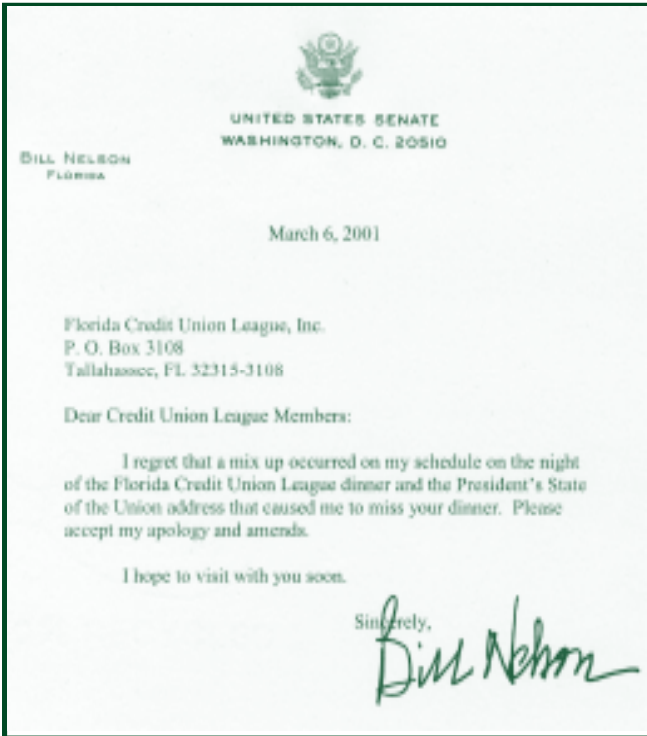 UNITED STATES SENATE
WASHINGTON, D. C. 20510
BILL NELSON
FLORIDA
March 6, 2001
Florida Credit Union League, Inc.
P. O. Box 3108
Tallahassee, FL 32315-3108
Dear Credit Union League Members:
I regret that a mix up occurred on my schedule on the night
of the Florida Credit Union League dinner and the President's State
of the Union address that caused me to miss your dinner. Please
accept my apology and amends.
I hope to visit with you soon.
Sincerely,
Bill Nelson